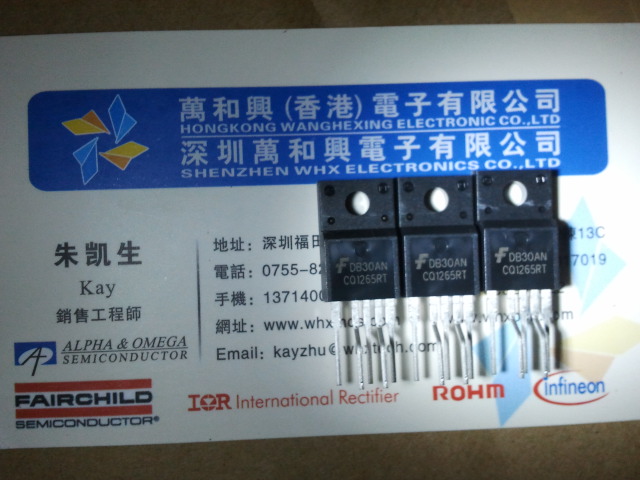 萬和興(香港)電子有限公司
HONGKONG WANGHEXING ELECTRONIC CO.,LTD
深圳萬和興電子有限公司
SHENZHEN WHX ELECTRONICS CO.,LTD
朱凯生
Kay
銷售工程師
地址: 深圳福田 13C
電話: 0755-82 7019
手機: 137140
網址: www.whx
Email: kayzhu
F DB30AN
CQ1265RT
F DB30AN
CQ1265RT
F DB30AN
CQ1265RT
ALPHA & OMEGA
SEMICONDUCTOR
FAIRCHILD
SEMICONDUCTOR®
IOR International Rectifier
ROHM
Infineon